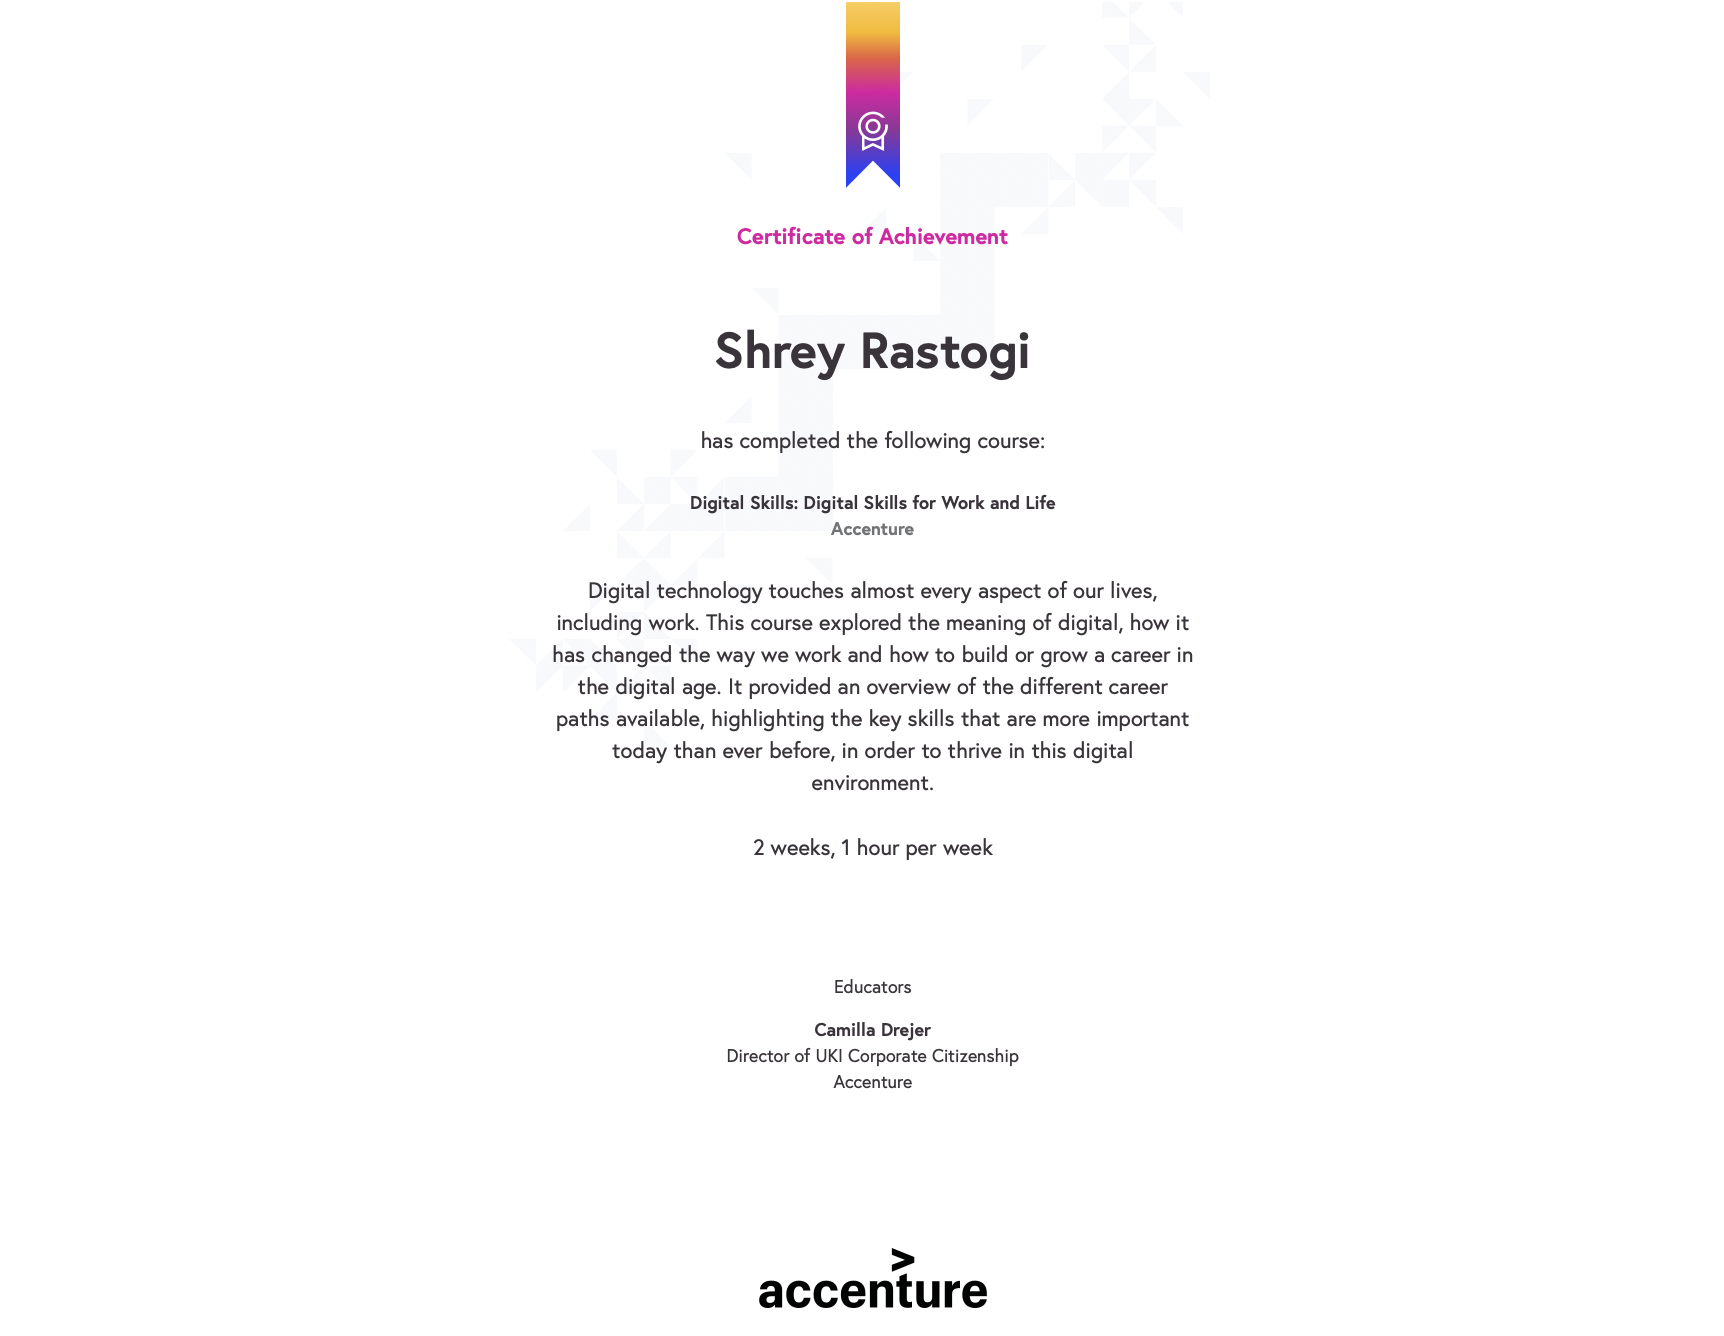 Certificate of Achievement
Shrey Rastogi
has completed the following course:
Digital Skills: Digital Skills for Work and Life
Accenture
Digital technology touches almost every aspect of our lives,
including work. This course explored the meaning of digital, how it
has changed the way we work and how to build or grow a career in
the digital age. It provided an overview of the different career
paths available, highlighting the key skills that are more important
today than ever before, in order to thrive in this digital
environment.
2 weeks, 1 hour per week
Educators
Camilla Drejer
Director of UKI Corporate Citizenship
Accenture
accenture